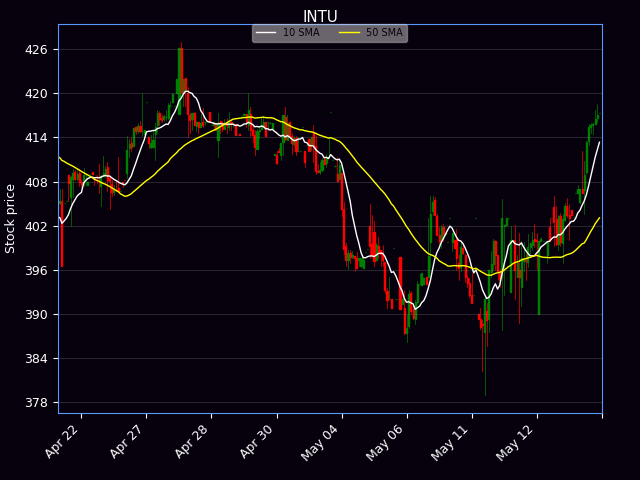 INTU
10 SMA 50 SMA
Stock price
426
420
414
408
402
396
390
384
378
Apr 22
Apr 27
Apr 28
Apr 30
May 04
May 06
May 11
May 12